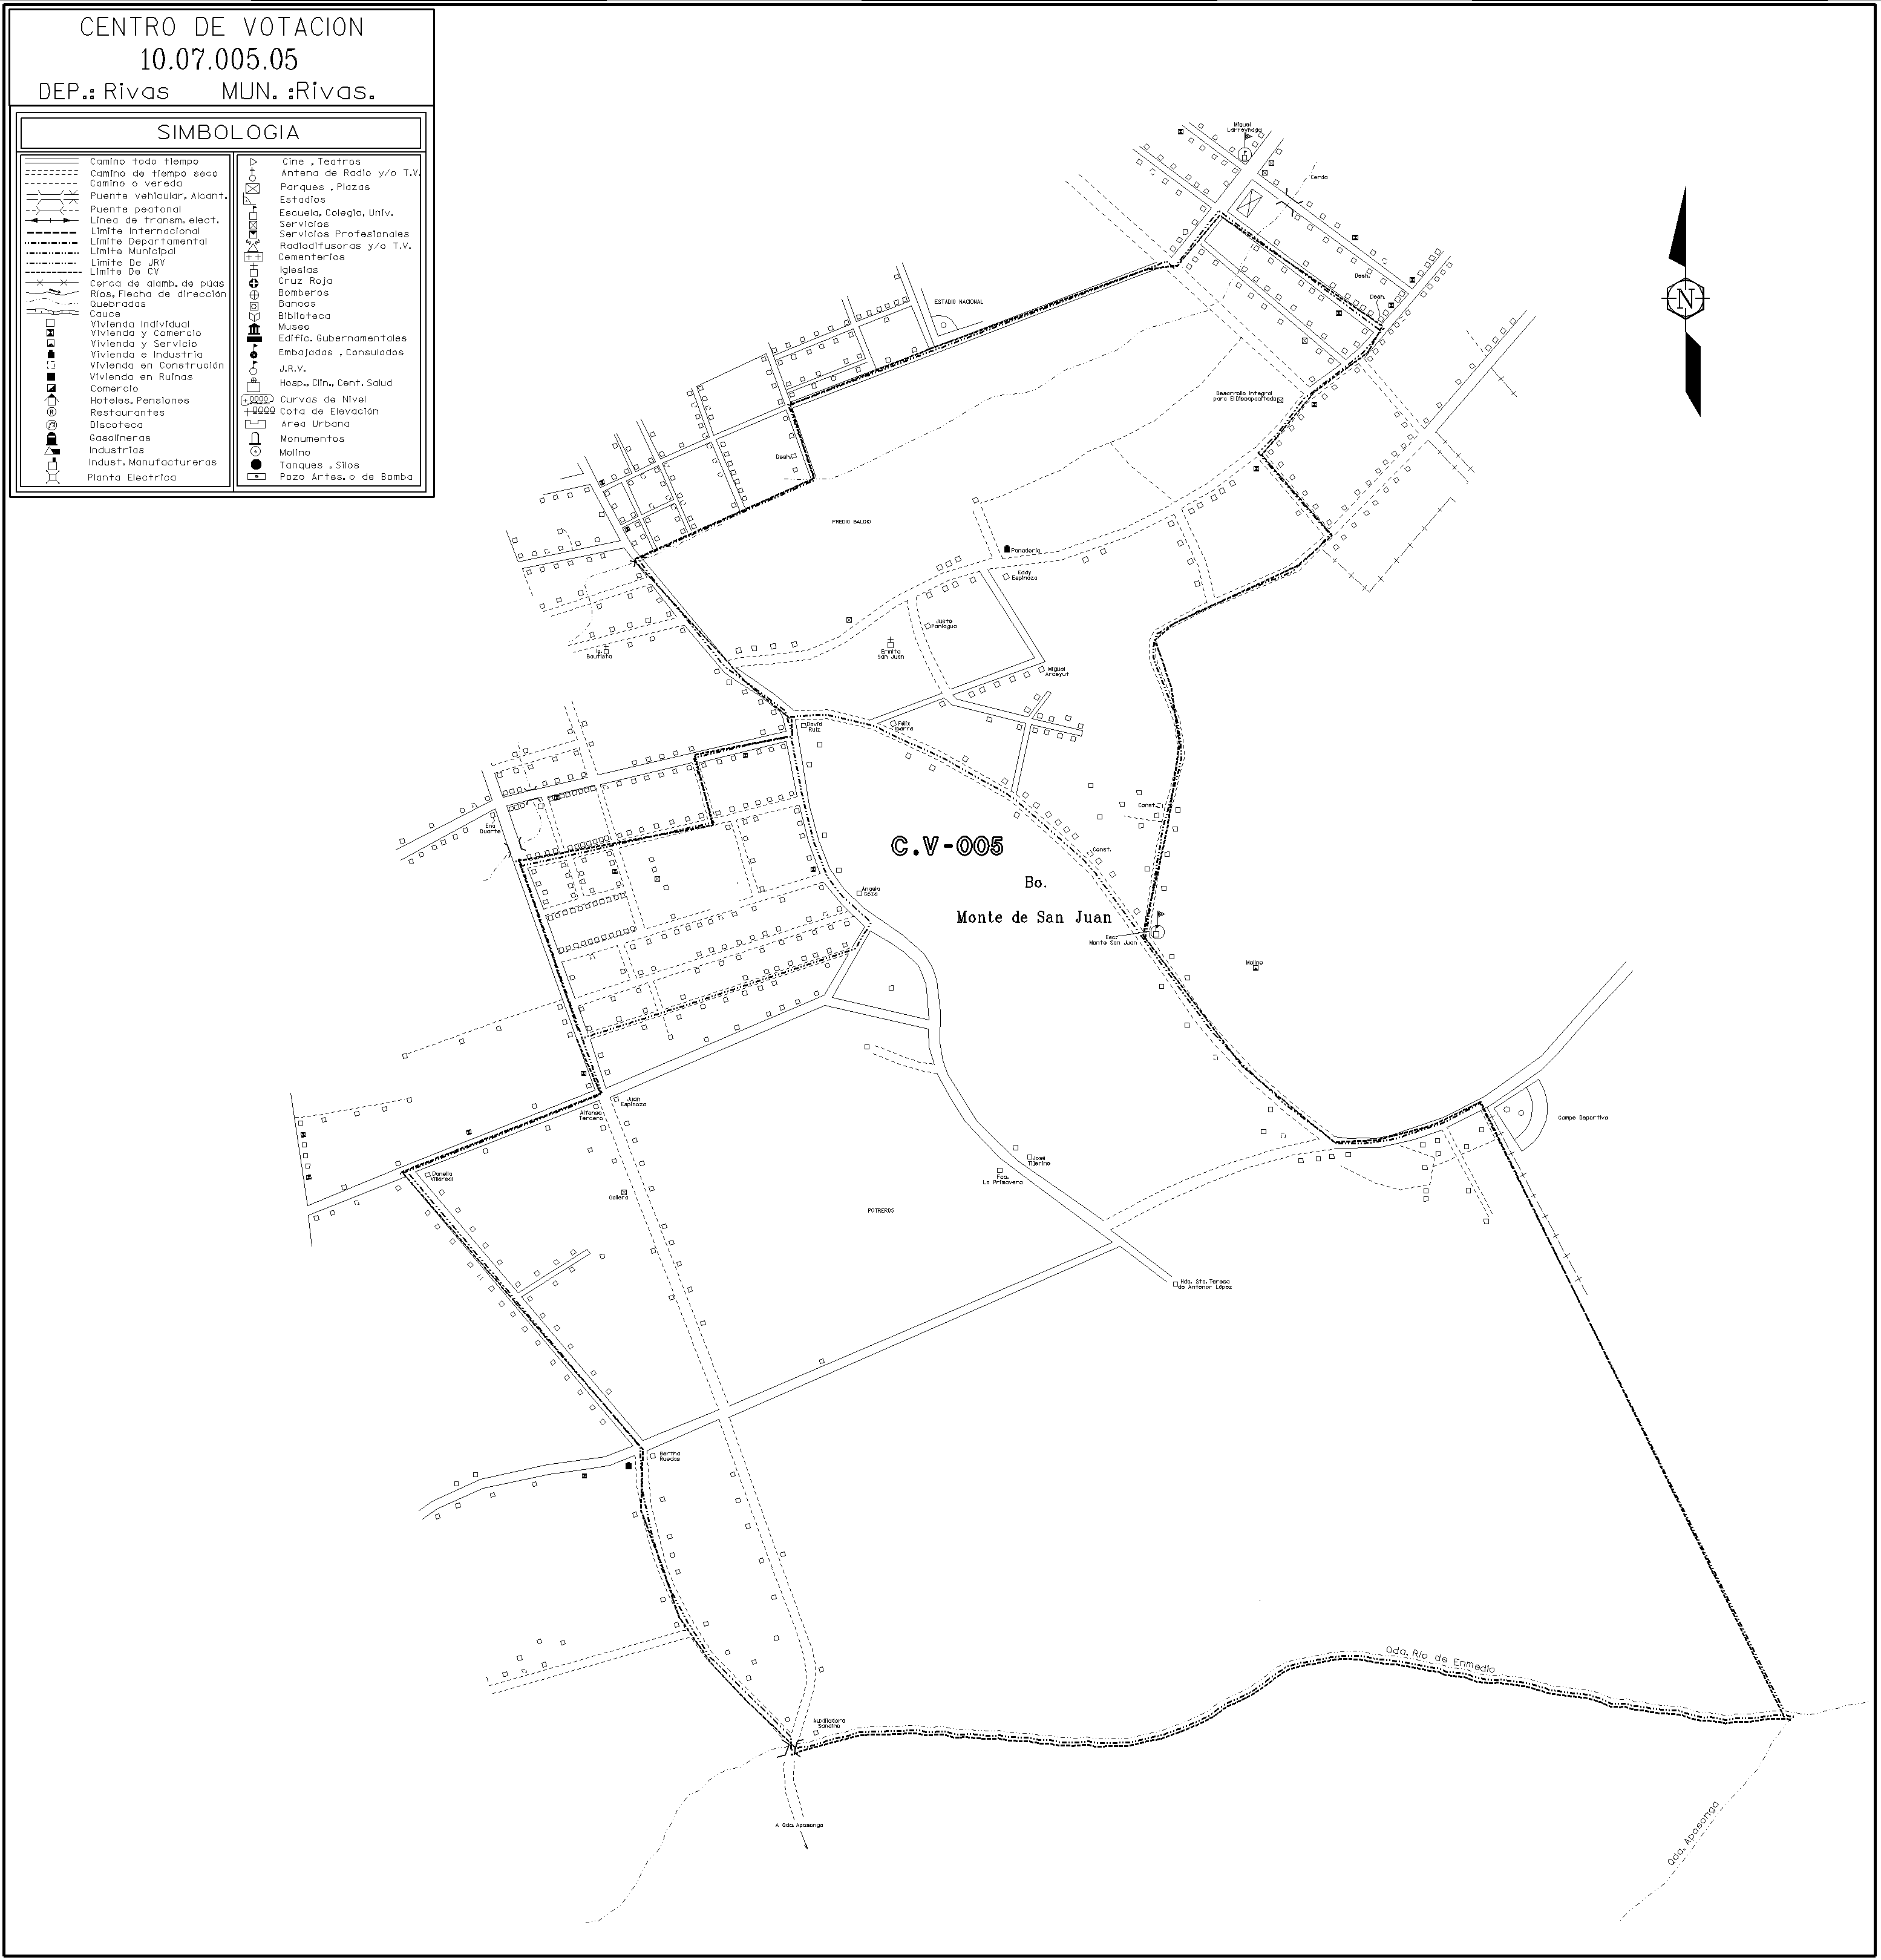 CENTRO DE VOTACION
10.07.005.05
DEP.: Rivas MUN. :Rivas.
SIMBOLOGIA
Camino todo tiempo
Camino de tiempo seco
Camino o vereda
Puente vehicular, Alcant.
Puente peatonal
Linea de transm. elect.
Limite Internacional
Limite Departamental
Limite Municipal
Limite De JRV
Limite De CV
Cerca de alamb. de púas
Ríos, Flecha de dirección
Quebradas
Cauce
Vivienda Individual
Vivienda y Comercio
Vivienda y Servicio
Vivienda e Industria
Vivienda en Construción
Vivienda en Ruinas
Comercio
Hoteles, Pensiones
Restaurantes
Discoteca
Gasolineras
Industrias
Indust. Manufactureras
Planta Electrica
Cine , Teatros
Antena de Radio y/o T.V.
Parques , Plazas
Estadios
Escuela, Colegio, Univ.
Servicios
Servicios Profesionales
Radiodifusoras y/o T.V.
Cementerios
Iglesias
Cruz Roja
Bomberos
Bancos
Biblioteca
Museo
Edific. Gubernamentales
Embajadas , Consulados
J.R.V.
Hosp., Clin., Cent. Salud
Curvas de Nivel
Cota de Elevación
Area Urbana
Monumentos
Molino
Tanques , Silos
Pozo Artes. o de Bomba
N
Miguel
Larreynaga
Cerda
Desh.
Desh.
ESTADIO NACIONAL
Desarrollo Integral
para El Discapacitado
Desh.
PREDIO BALDIO
Panaderia
Eddy
Espinoza
Justo
Paniagua
Ermita
San Juan
Bautista
Miguel
Aramyut
David
Ruiz
Felix
Ibarra
Ena
Duarte
Const.
Const.
C.V-005
Bo.
Monte de San Juan
Angela
Esc.
Monte San Juan
Molino
Juan
Espinoza
Alfonso
Tercero
Campo Deportivo
José
Tijerino
Fca.
La Primavera
Donelia
Villareal
Gallera
POTREROS
Hda. Sta. Teresa
de Antenor López
Bertha
Ruedas
Qda. Rio de Enmedio
Auxiliadora
Sandino
A Qda. Apasonga
Qda. Apasonga